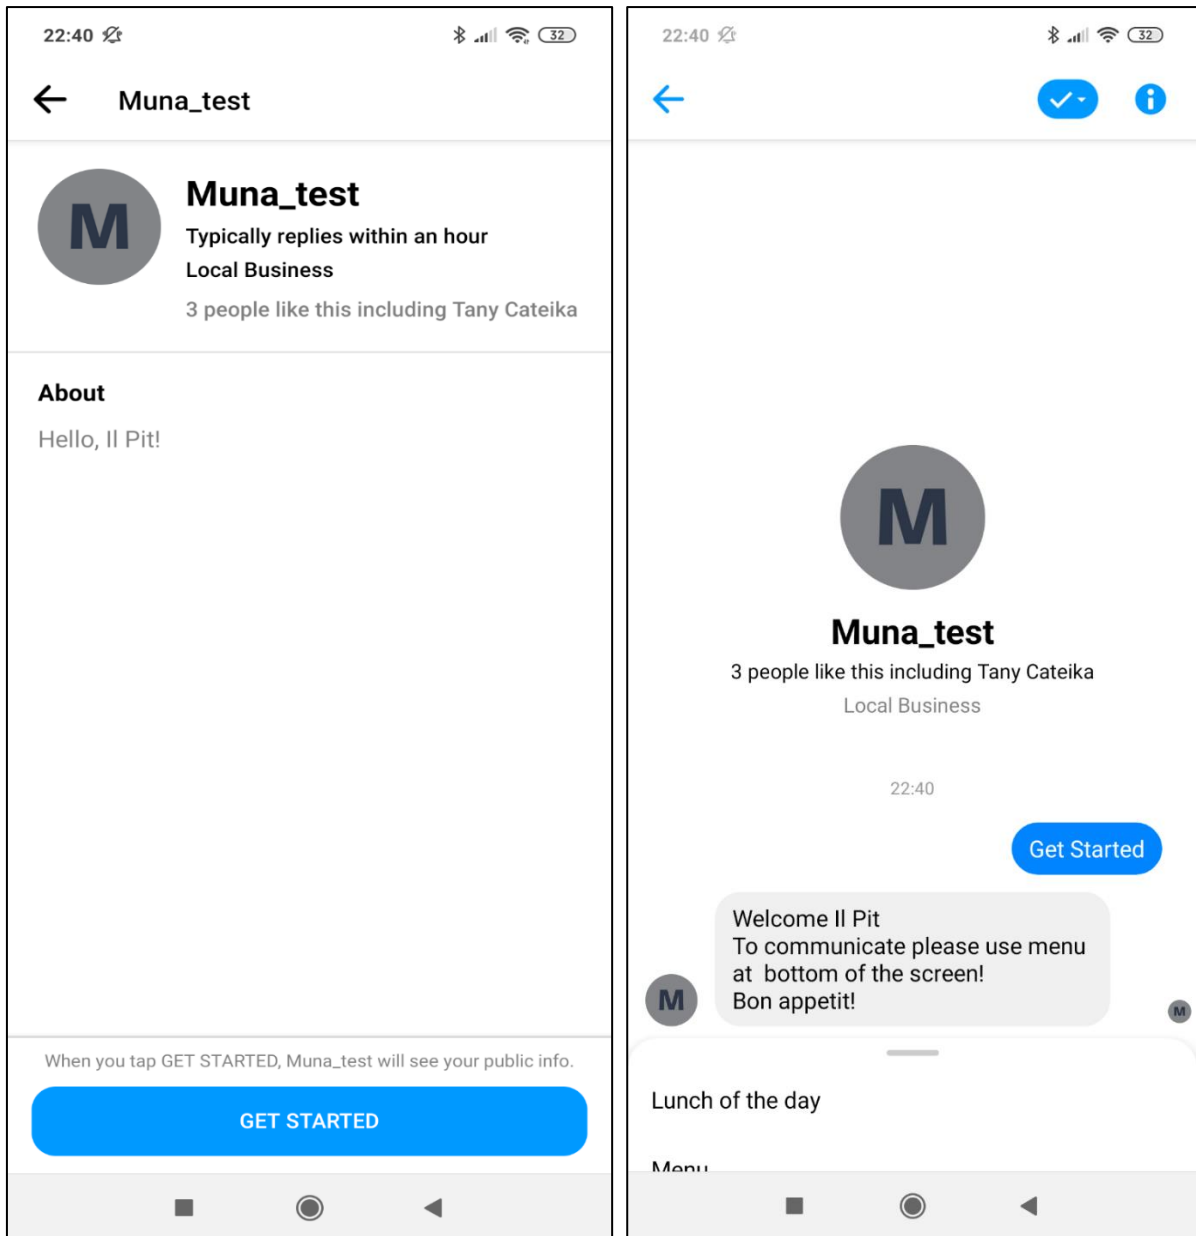 22:40
32
Muna_test
M
Muna_test
Typically replies within an hour
Local Business
3 people like this including Tany Cateika
About
Hello, Il Pit!
When you tap GET STARTED, Muna_test will see your public info.
GET STARTED
22:40
32
M
Muna_test
3 people like this including Tany Cateika
Local Business
22:40
Get Started
Welcome Il Pit
To communicate please use menu
at  bottom of the screen!
Bon appetit!
M
M
Lunch of the day
Menu